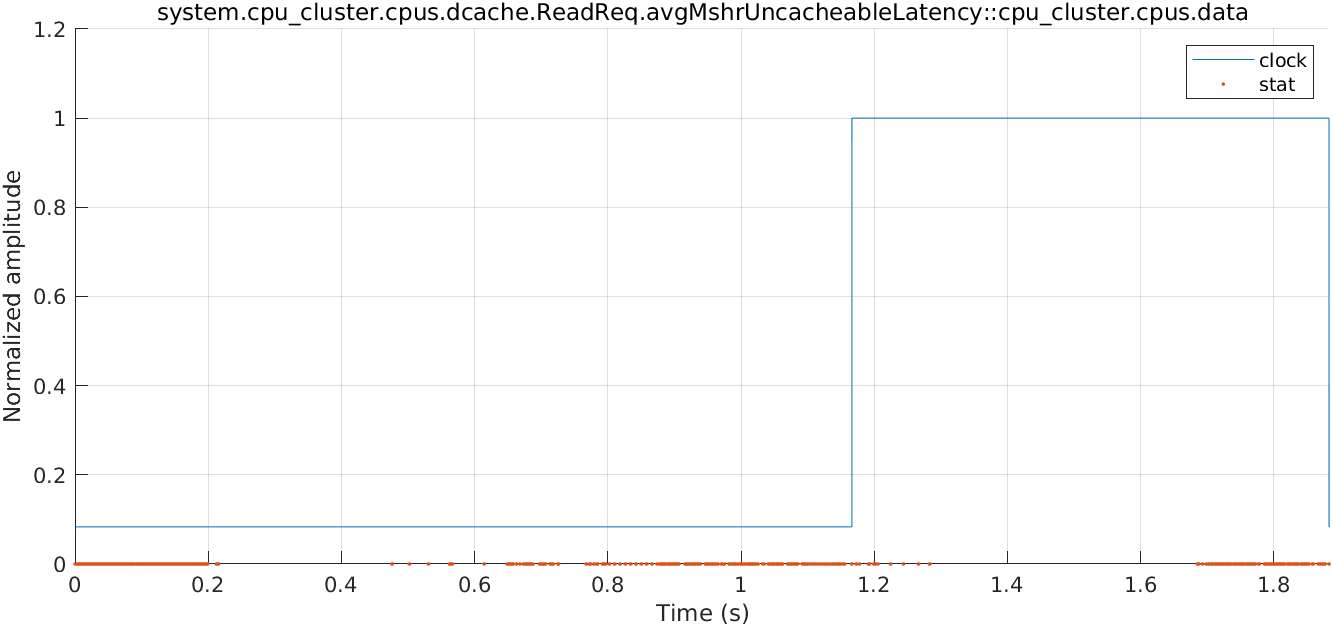 system.cpu_cluster.cpus.dcache.ReadReq.avgMshrUncacheableLatency::cpu_cluster.cpus.data
1.2
clock
stat
1
0.8
Normalized amplitude
0.6
0.4
0.2
0
0 0.2 0.4 0.6 0.8 1 1.2 1.4 1.6 1.8
Time (s)